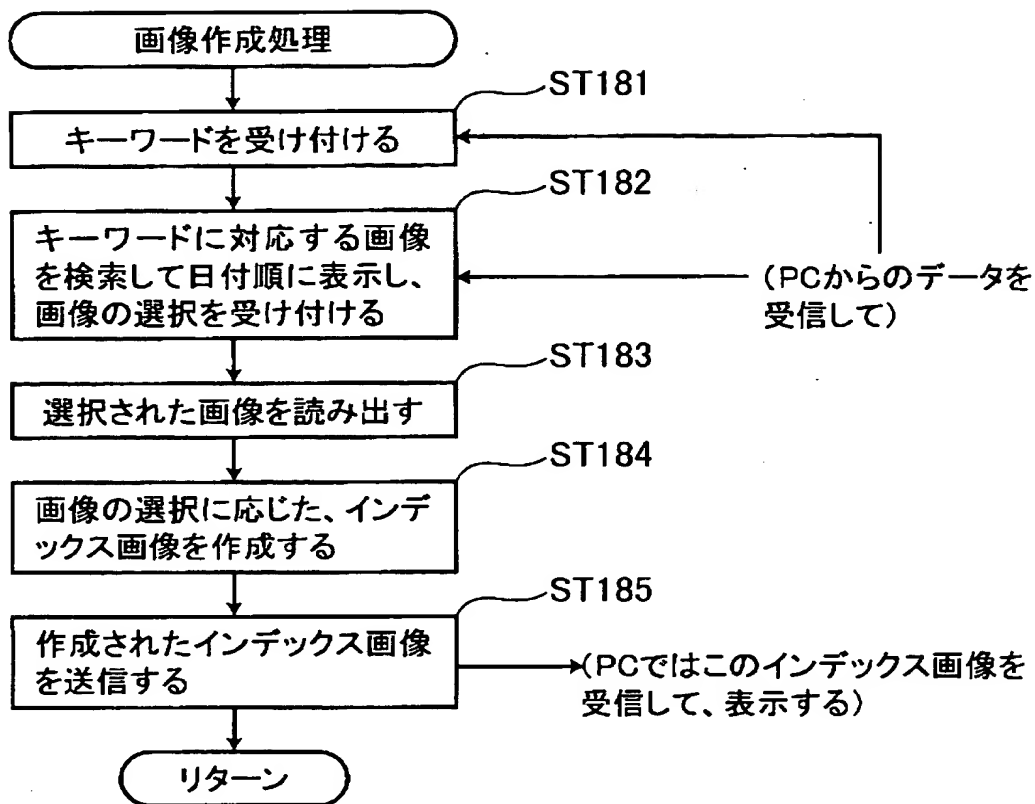 画像作成処理
ST181
キーワードを受け付ける
ST182
キーワードに対応する画像
を検索して日付順に表示し、
画像の選択を受け付ける
(PCからのデータを
受信して)
ST183
選択された画像を読み出す
ST184
画像の選択に応じた、インデ
ックス画像を作成する
ST185
作成されたインデックス画像
を送信する
(PCではこのインデックス画像を
受信して、表示する)
リターン